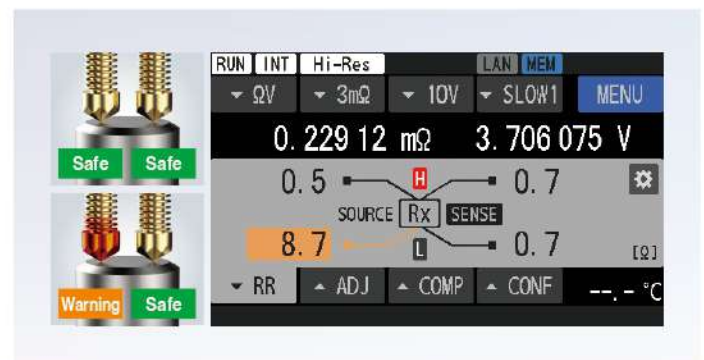 Safe Safe
Warning Safe
RUN INT Hi-Res LAN MEM
ΩV 3mΩ 10V SLOW1 MENU
0. 229 12 mΩ 3. 706 075 V
0. 5 H 0. 7
SOURCE Rx SENSE
8. 7 L 0. 7 [Ω]
RR ADJ COMP CONF --. - °C